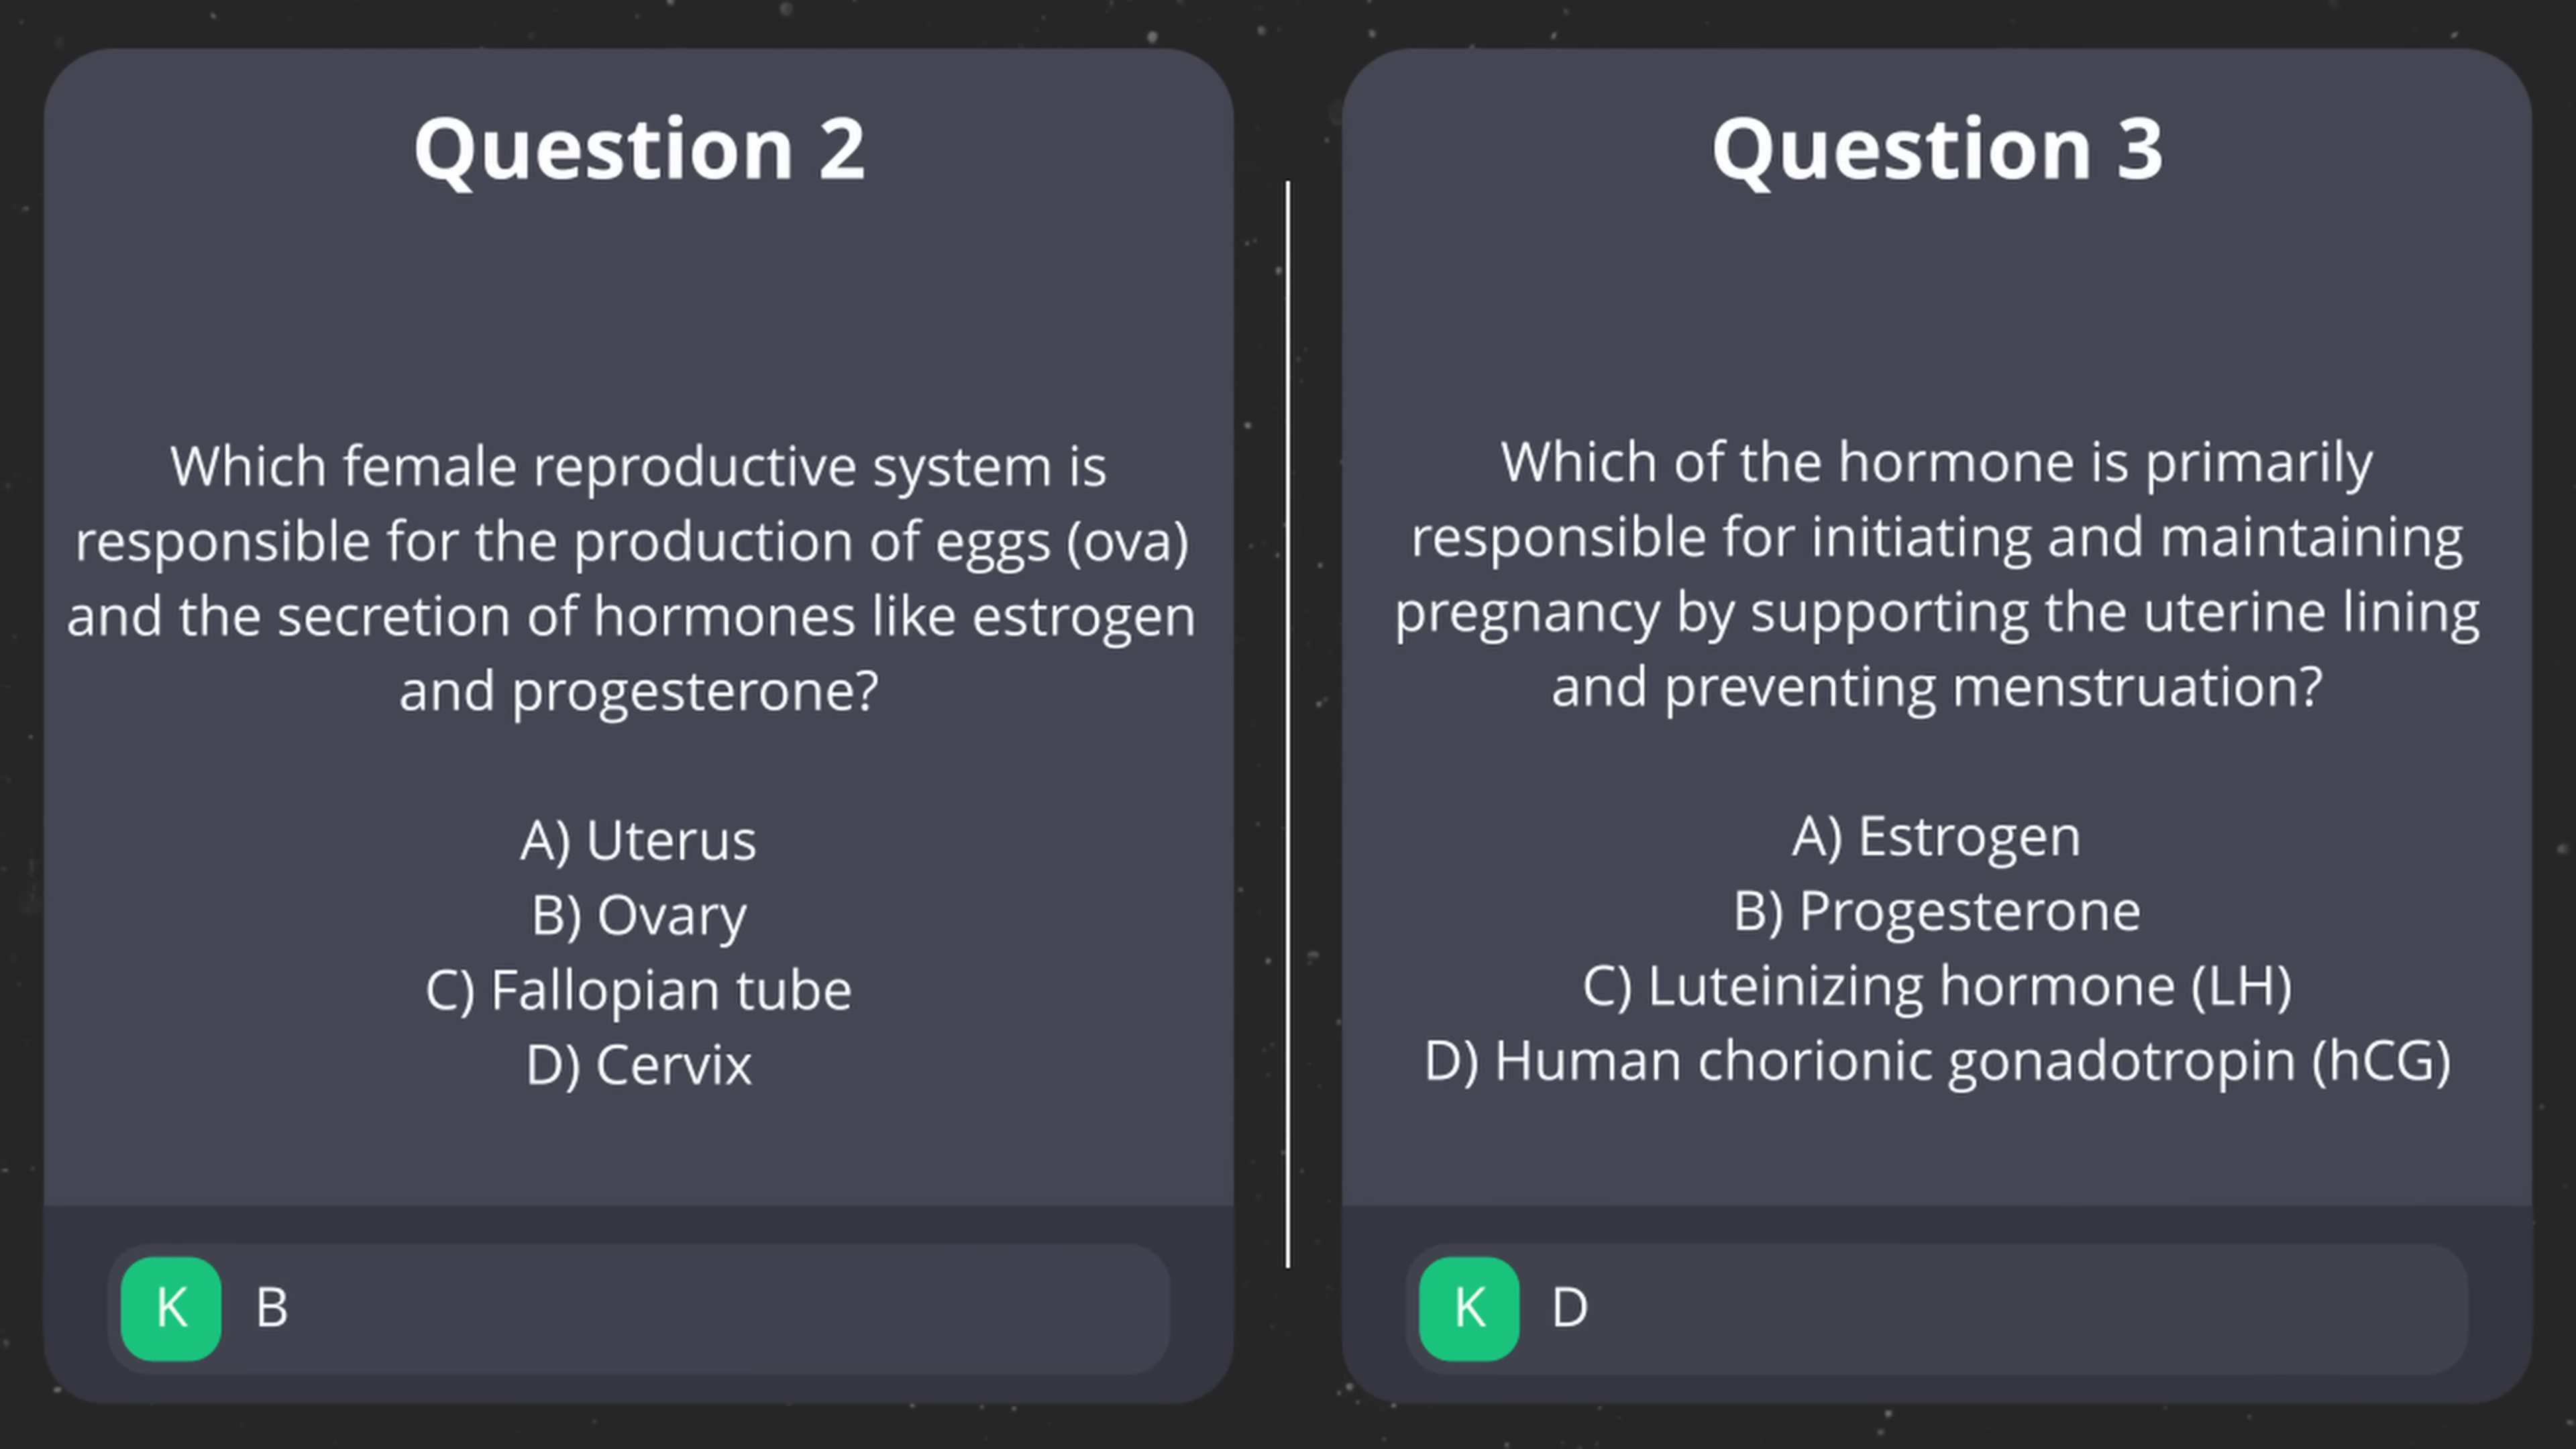 Question 2
Which female reproductive system is
responsible for the production of eggs (ova)
and the secretion of hormones like estrogen
and progesterone?
A) Uterus
B) Ovary
C) Fallopian tube
D) Cervix
K B
Question 3
Which of the hormone is primarily
responsible for initiating and maintaining
pregnancy by supporting the uterine lining
and preventing menstruation?
A) Estrogen
B) Progesterone
C) Luteinizing hormone (LH)
D) Human chorionic gonadotropin (hCG)
K D